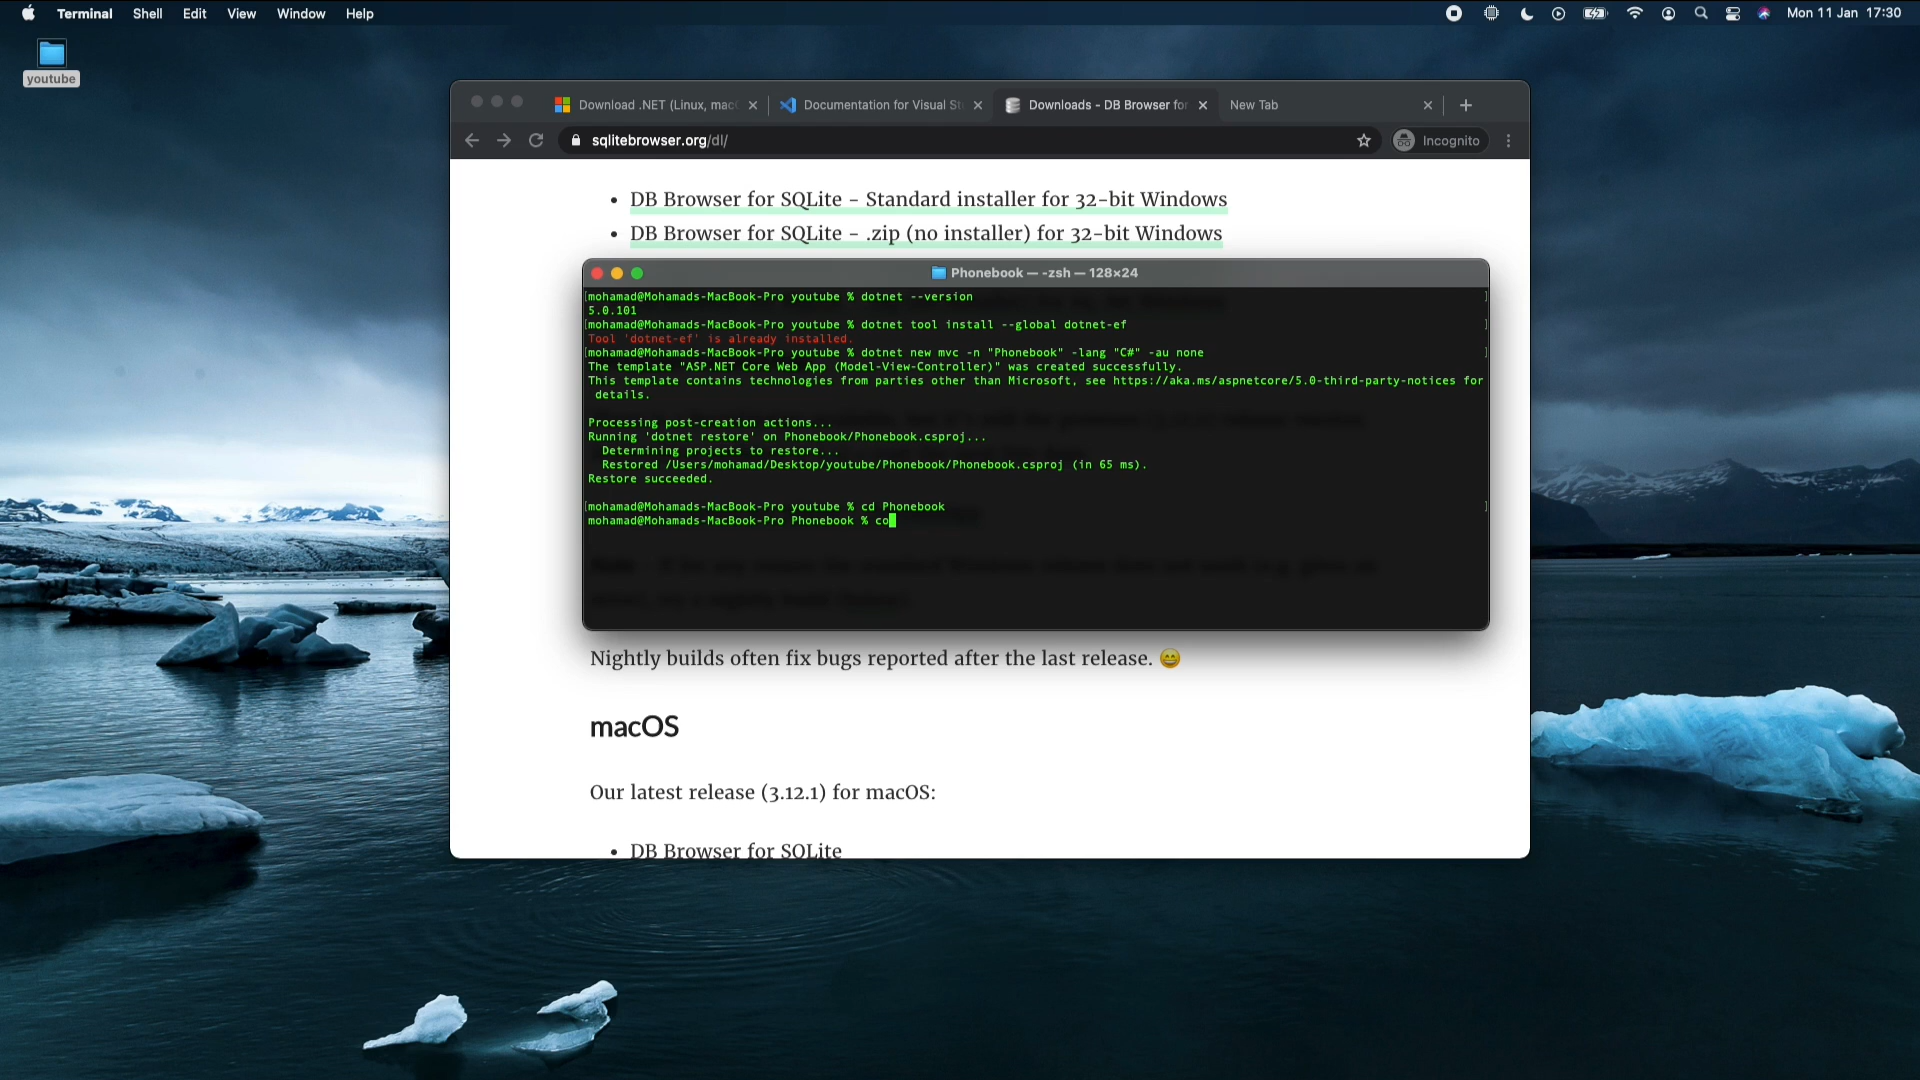 Terminal Shell Edit View Window Help
Mon 11 Jan 17:30
youtube
Download .NET (Linux, mac
Documentation for Visual St
Downloads - DB Browser for
New Tab
sqlitebrowser.org/dl/
Incognito
• DB Browser for SQLite - Standard installer for 32-bit Windows
• DB Browser for SQLite - .zip (no installer) for 32-bit Windows
Phonebook — -zsh — 128×24
[mohamad@Mohamads-MacBook-Pro youtube % dotnet --version ]
5.0.101
[mohamad@Mohamads-MacBook-Pro youtube % dotnet tool install --global dotnet-ef ]
Tool 'dotnet-ef' is already installed.
[mohamad@Mohamads-MacBook-Pro youtube % dotnet new mvc -n "Phonebook" -lang "C#" -au none ]
The template "ASP.NET Core Web App (Model-View-Controller)" was created successfully.
This template contains technologies from parties other than Microsoft, see https://aka.ms/aspnetcore/5.0-third-party-notices for
details.
Processing post-creation actions...
Running 'dotnet restore' on Phonebook/Phonebook.csproj...
Determining projects to restore...
Restored /Users/mohamad/Desktop/youtube/Phonebook/Phonebook.csproj (in 65 ms).
Restore succeeded.
[mohamad@Mohamads-MacBook-Pro youtube % cd Phonebook ]
mohamad@Mohamads-MacBook-Pro Phonebook % co
Nightly builds often fix bugs reported after the last release. 😄
macOS
Our latest release (3.12.1) for macOS:
• DB Browser for SQLite